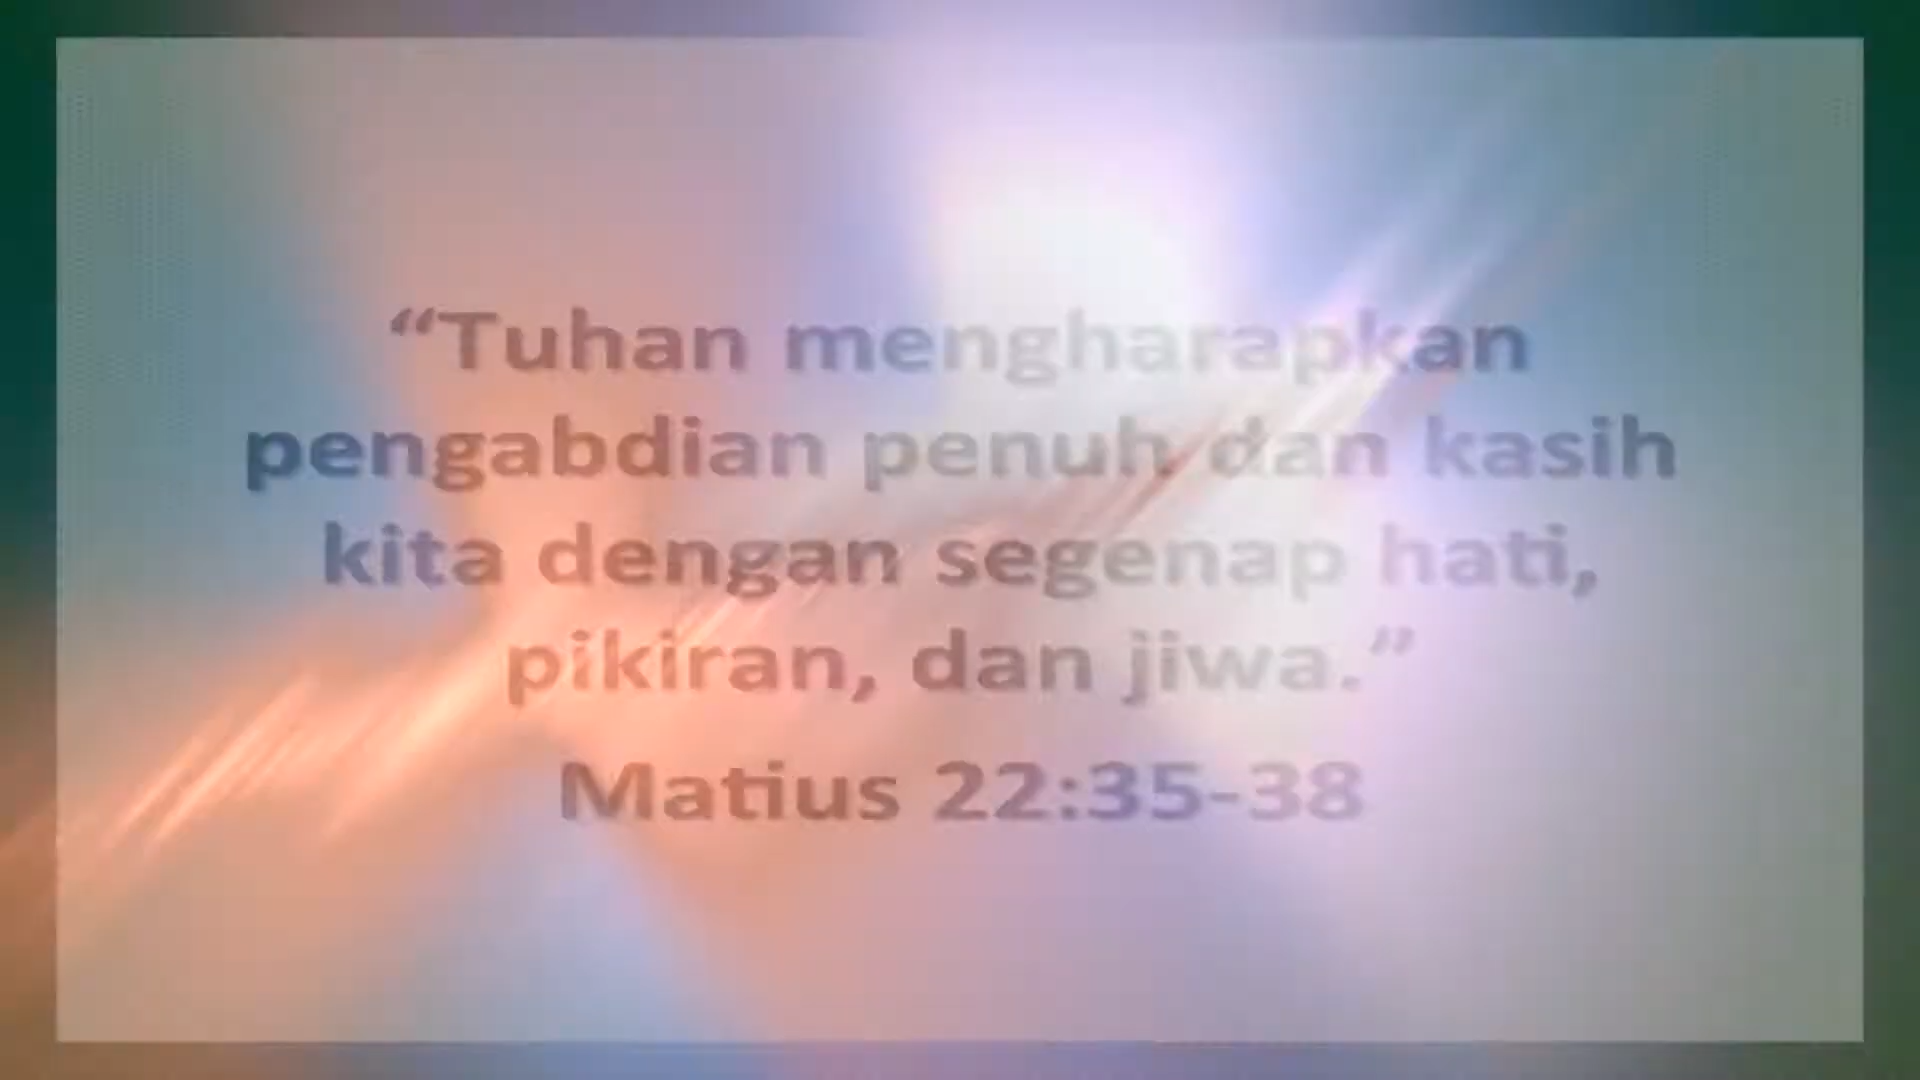 “Tuhan mengharapkan
pengabdian penuh dan kasih
kita dengan segenap hati,
pikiran, dan jiwa.”
Matius 22:35-38